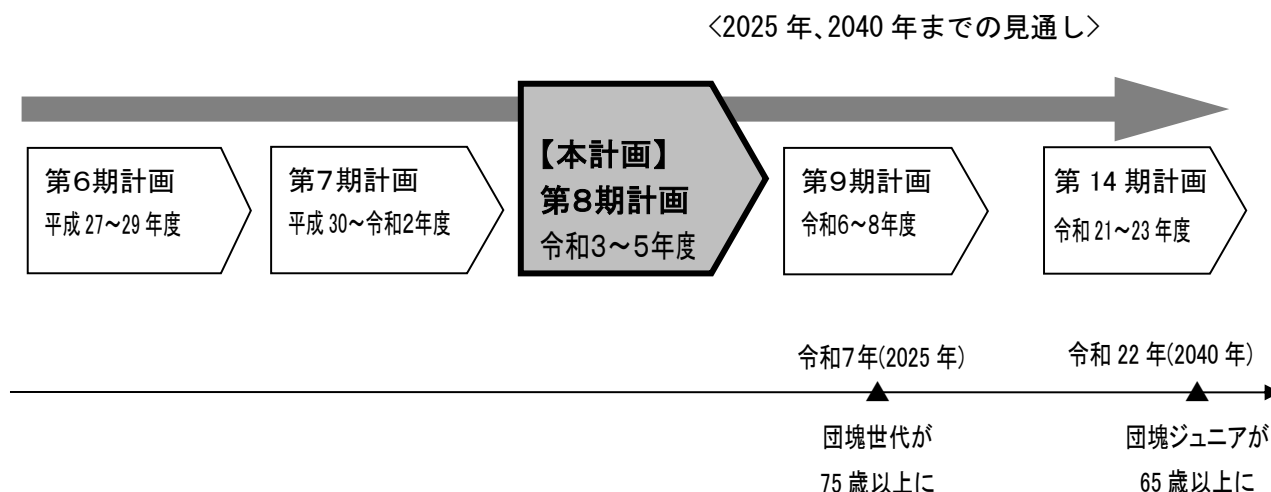 <2025 年、2040 年までの見通し>
第6期計画
平成 27~29 年度
第7期計画
平成 30~令和2年度
【本計画】
第8期計画
令和3~5年度
第9期計画
令和6~8年度
第 14 期計画
令和 21~23 年度
令和7年(2025 年)
令和 22 年(2040 年)
団塊世代が
75 歳以上に
団塊ジュニアが
65 歳以上に